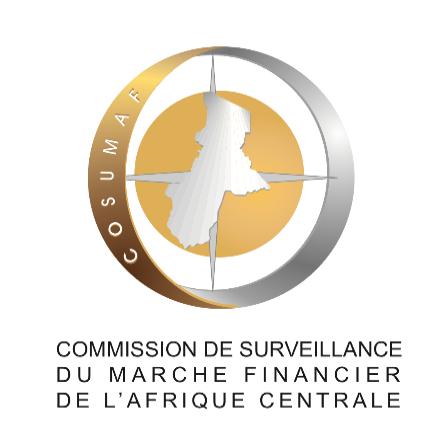 COSUMAF
COMMISSION DE SURVEILLANCE
DU MARCHE FINANCIER
DE L'AFRIQUE CENTRALE